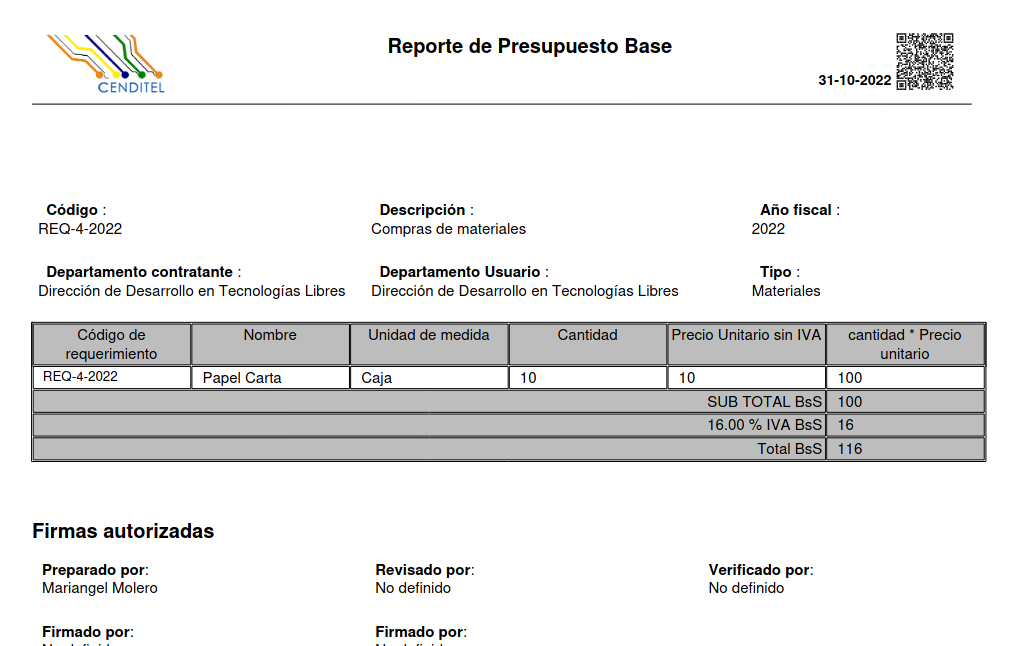 CENDITEL
Reporte de Presupuesto Base
31-10-2022
Código : Descripción : Año fiscal :
REQ-4-2022 Compras de materiales 2022
Departamento contratante : Departamento Usuario : Tipo :
Dirección de Desarrollo en Tecnologías Libres Dirección de Desarrollo en Tecnologías Libres Materiales
Código de requerimiento Nombre Unidad de medida Cantidad Precio Unitario sin IVA cantidad * Precio unitario
REQ-4-2022 Papel Carta Caja 10 10 100
SUB TOTAL BsS 100
16.00 % IVA BsS 16
Total BsS 116
Firmas autorizadas
Preparado por: Revisado por: Verificado por:
Mariangel Molero No definido No definido
Firmado por: Firmado por: